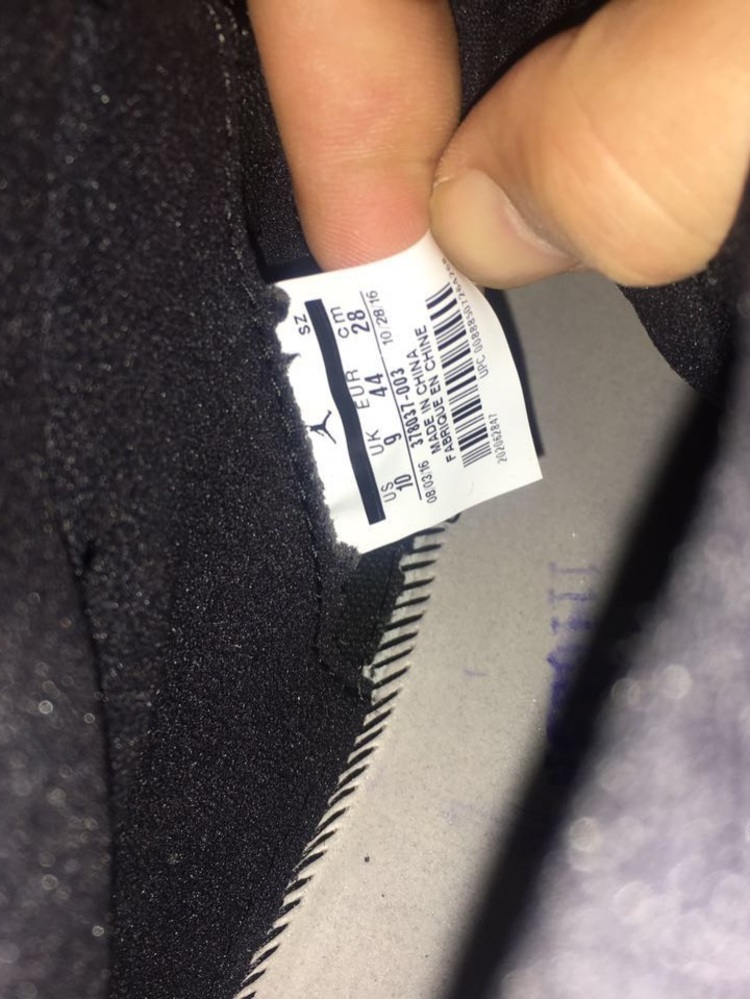 SZ
US UK EUR cm
10 9 44 28
08/03/16 378037-003 10/28/16
MADE IN CHINA
FABRIQUE EN CHINE
UPC
202062847